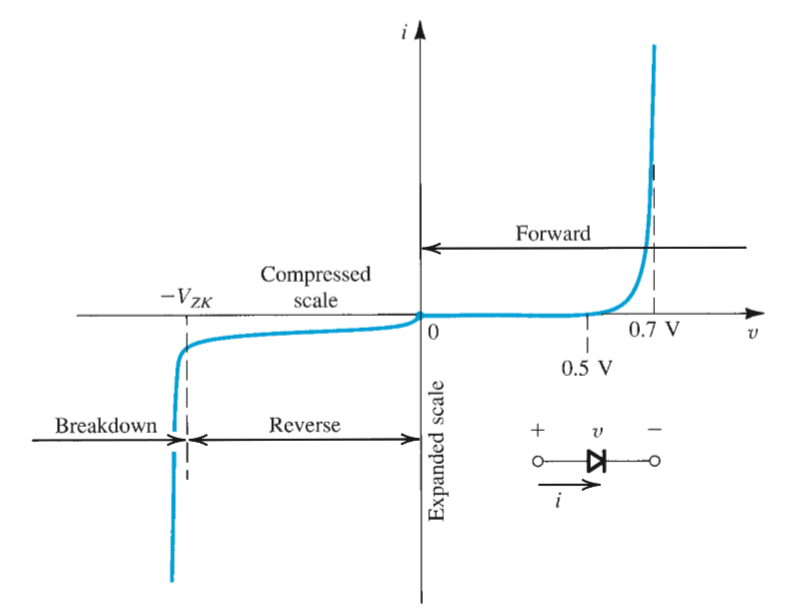 i
Forward
Compressed
scale
−V_ZK
0
0.7 V
v
0.5 V
Breakdown
Reverse
Expanded scale
+ v −
i